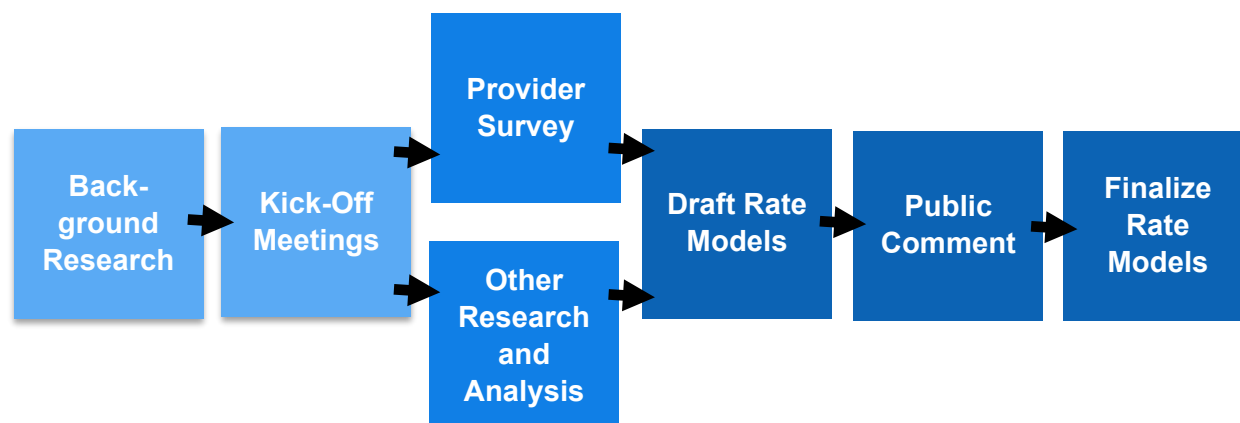 Back-
ground
Research
Kick-Off
Meetings
Provider
Survey
Other
Research
and
Analysis
Draft Rate
Models
Public
Comment
Finalize
Rate
Models